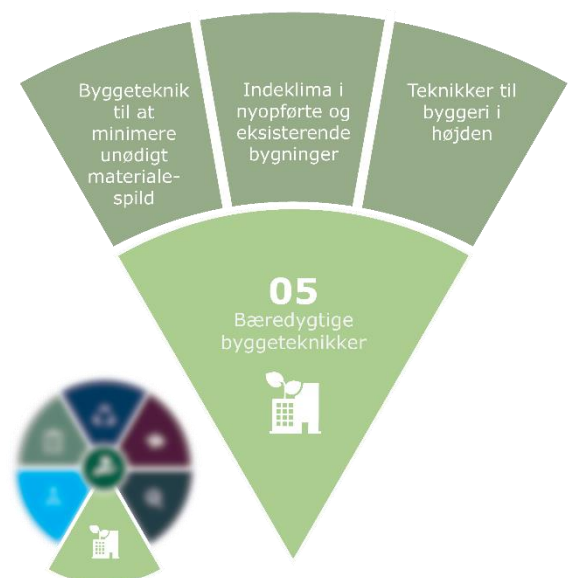 Byggeteknik
til at
minimere
unødigt
materiale-
spild
Indeklima i
nyopførte og
eksisterende
bygninger
Teknikker til
byggeri i
højden
05
Bæredygtige
byggeteknikker